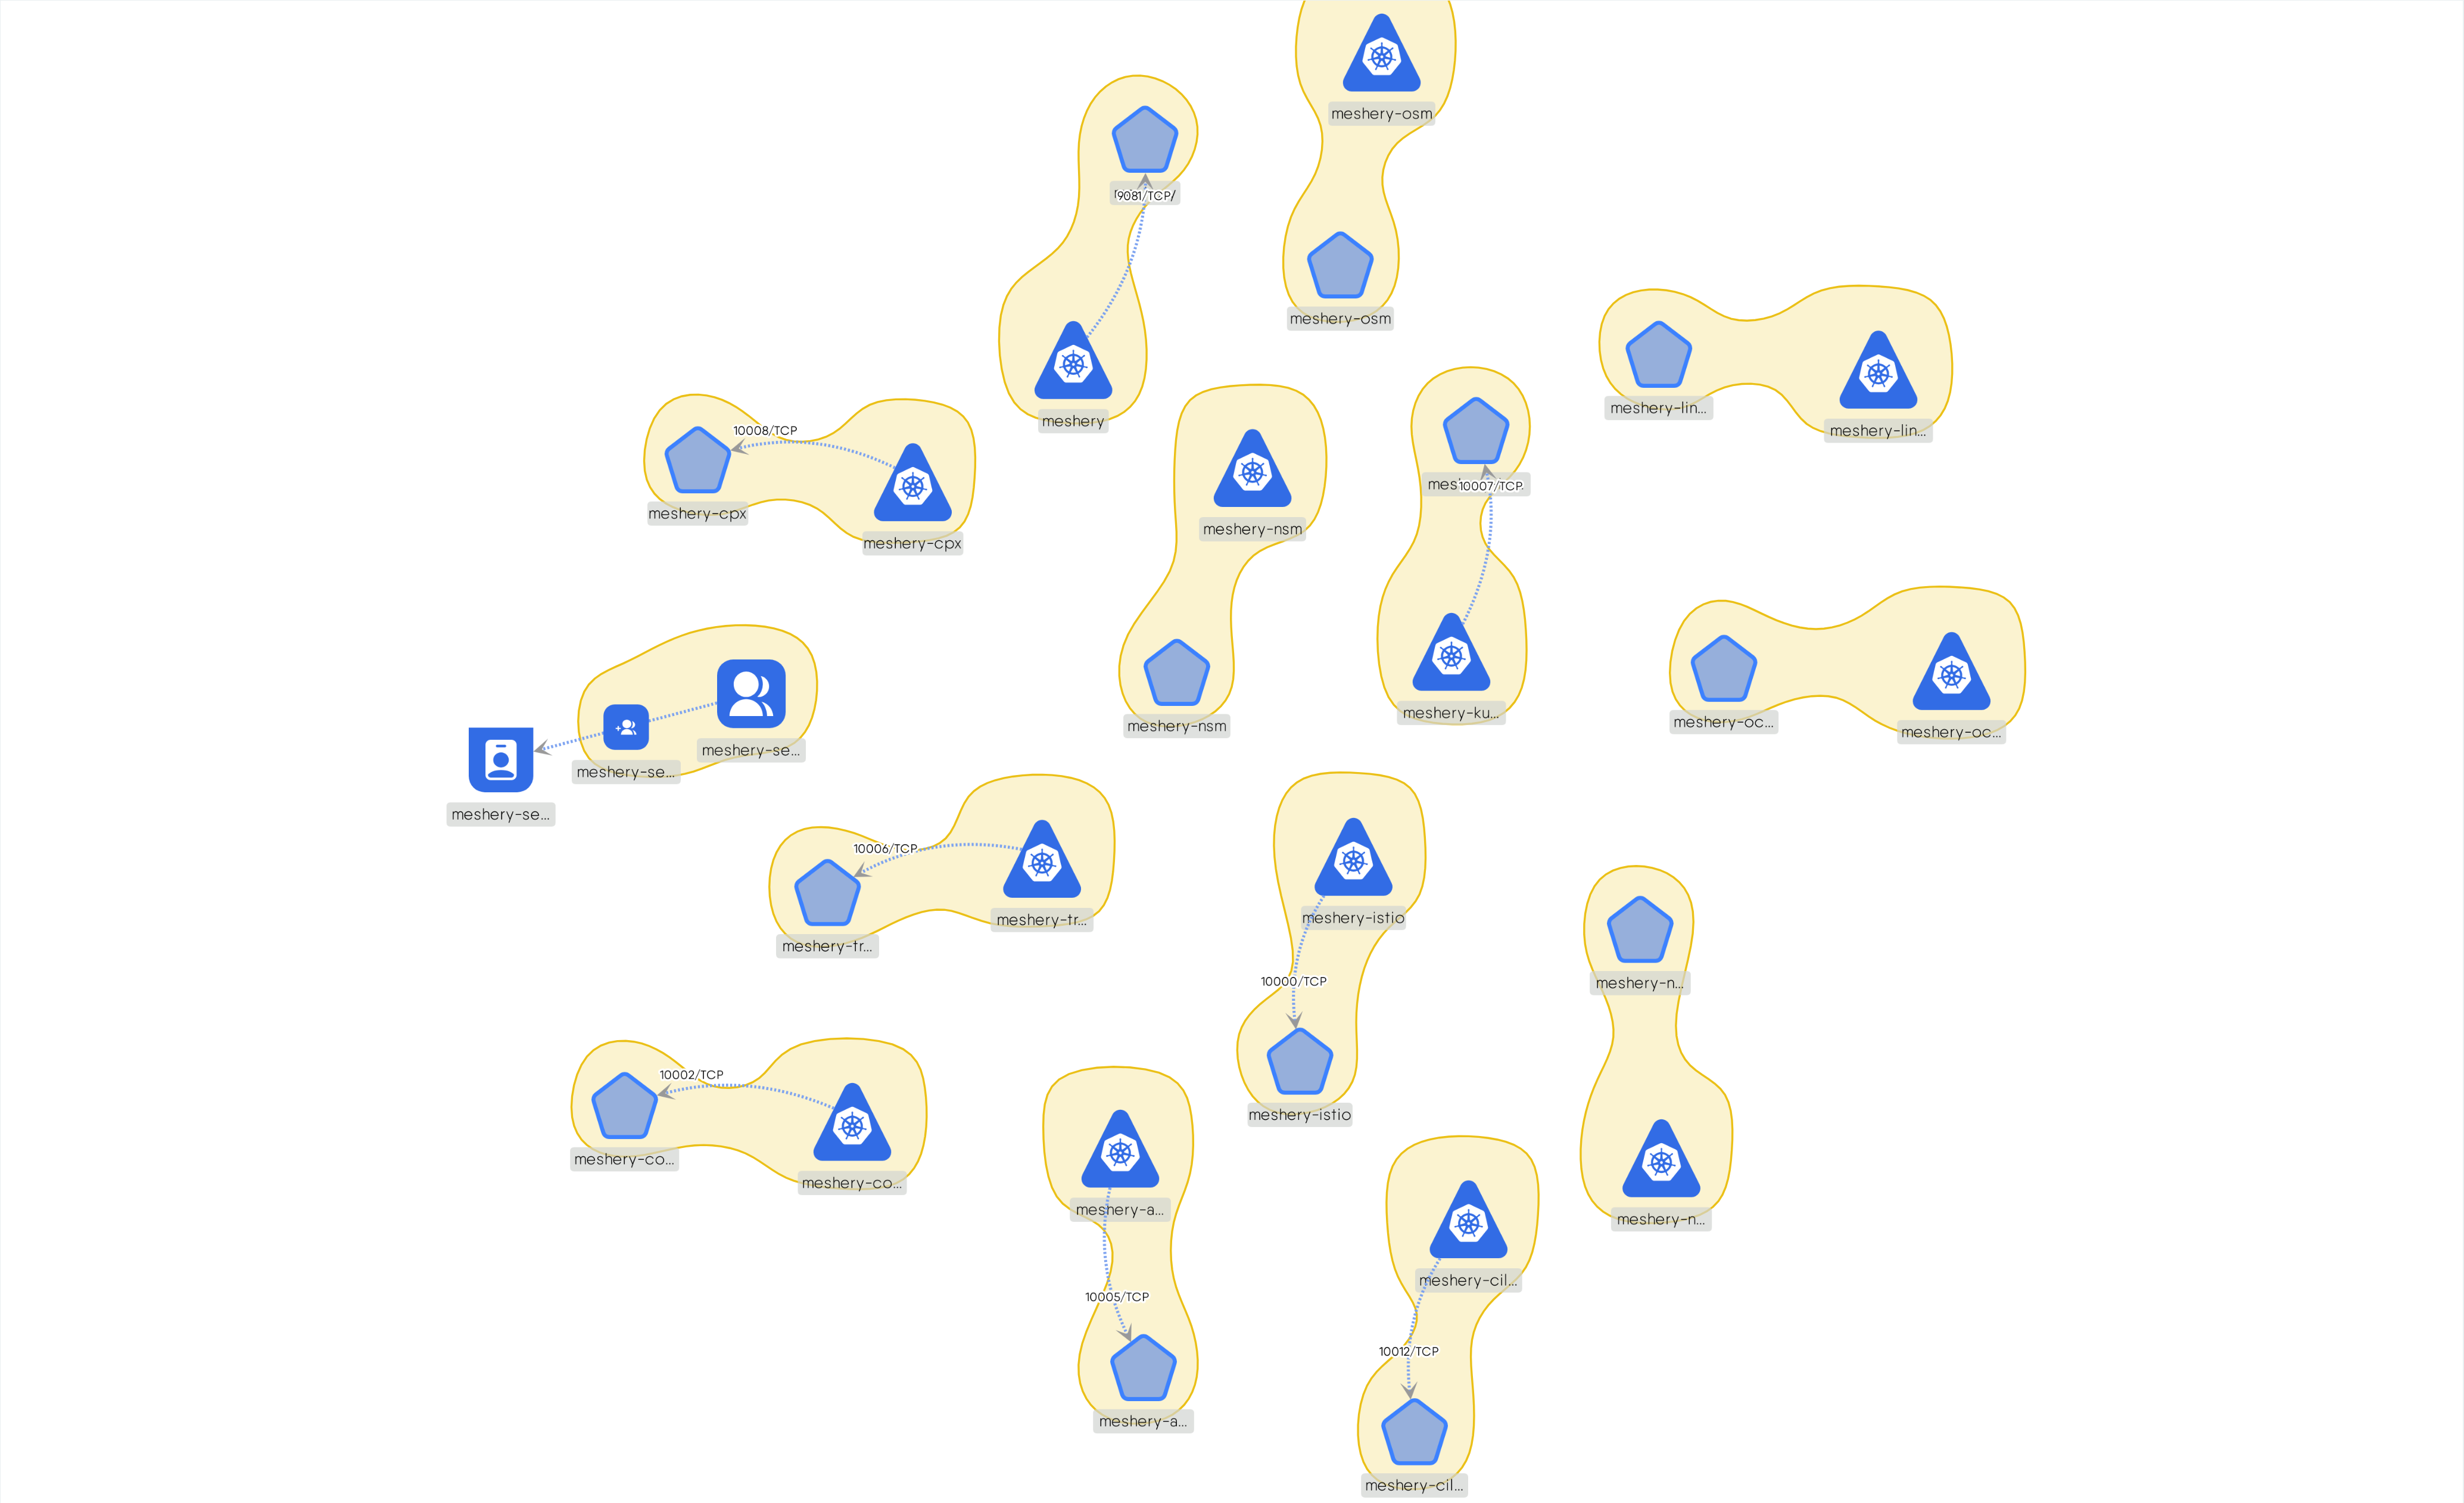 meshery-osm
9081/TCP
meshery-osm
meshery-lin...
meshery
meshery-lin...
10008/TCP
10007/TCP
meshery-cpx
meshery-nsm
meshery-cpx
meshery-ku...
meshery-nsm
meshery-oc...
meshery-oc...
meshery-se...
meshery-se...
meshery-se...
10006/TCP
meshery-tr...
meshery-istio
meshery-tr...
10000/TCP
meshery-n...
10002/TCP
meshery-istio
meshery-co...
meshery-co...
meshery-a...
meshery-n...
meshery-cil...
10005/TCP
10012/TCP
meshery-a...
meshery-cil...